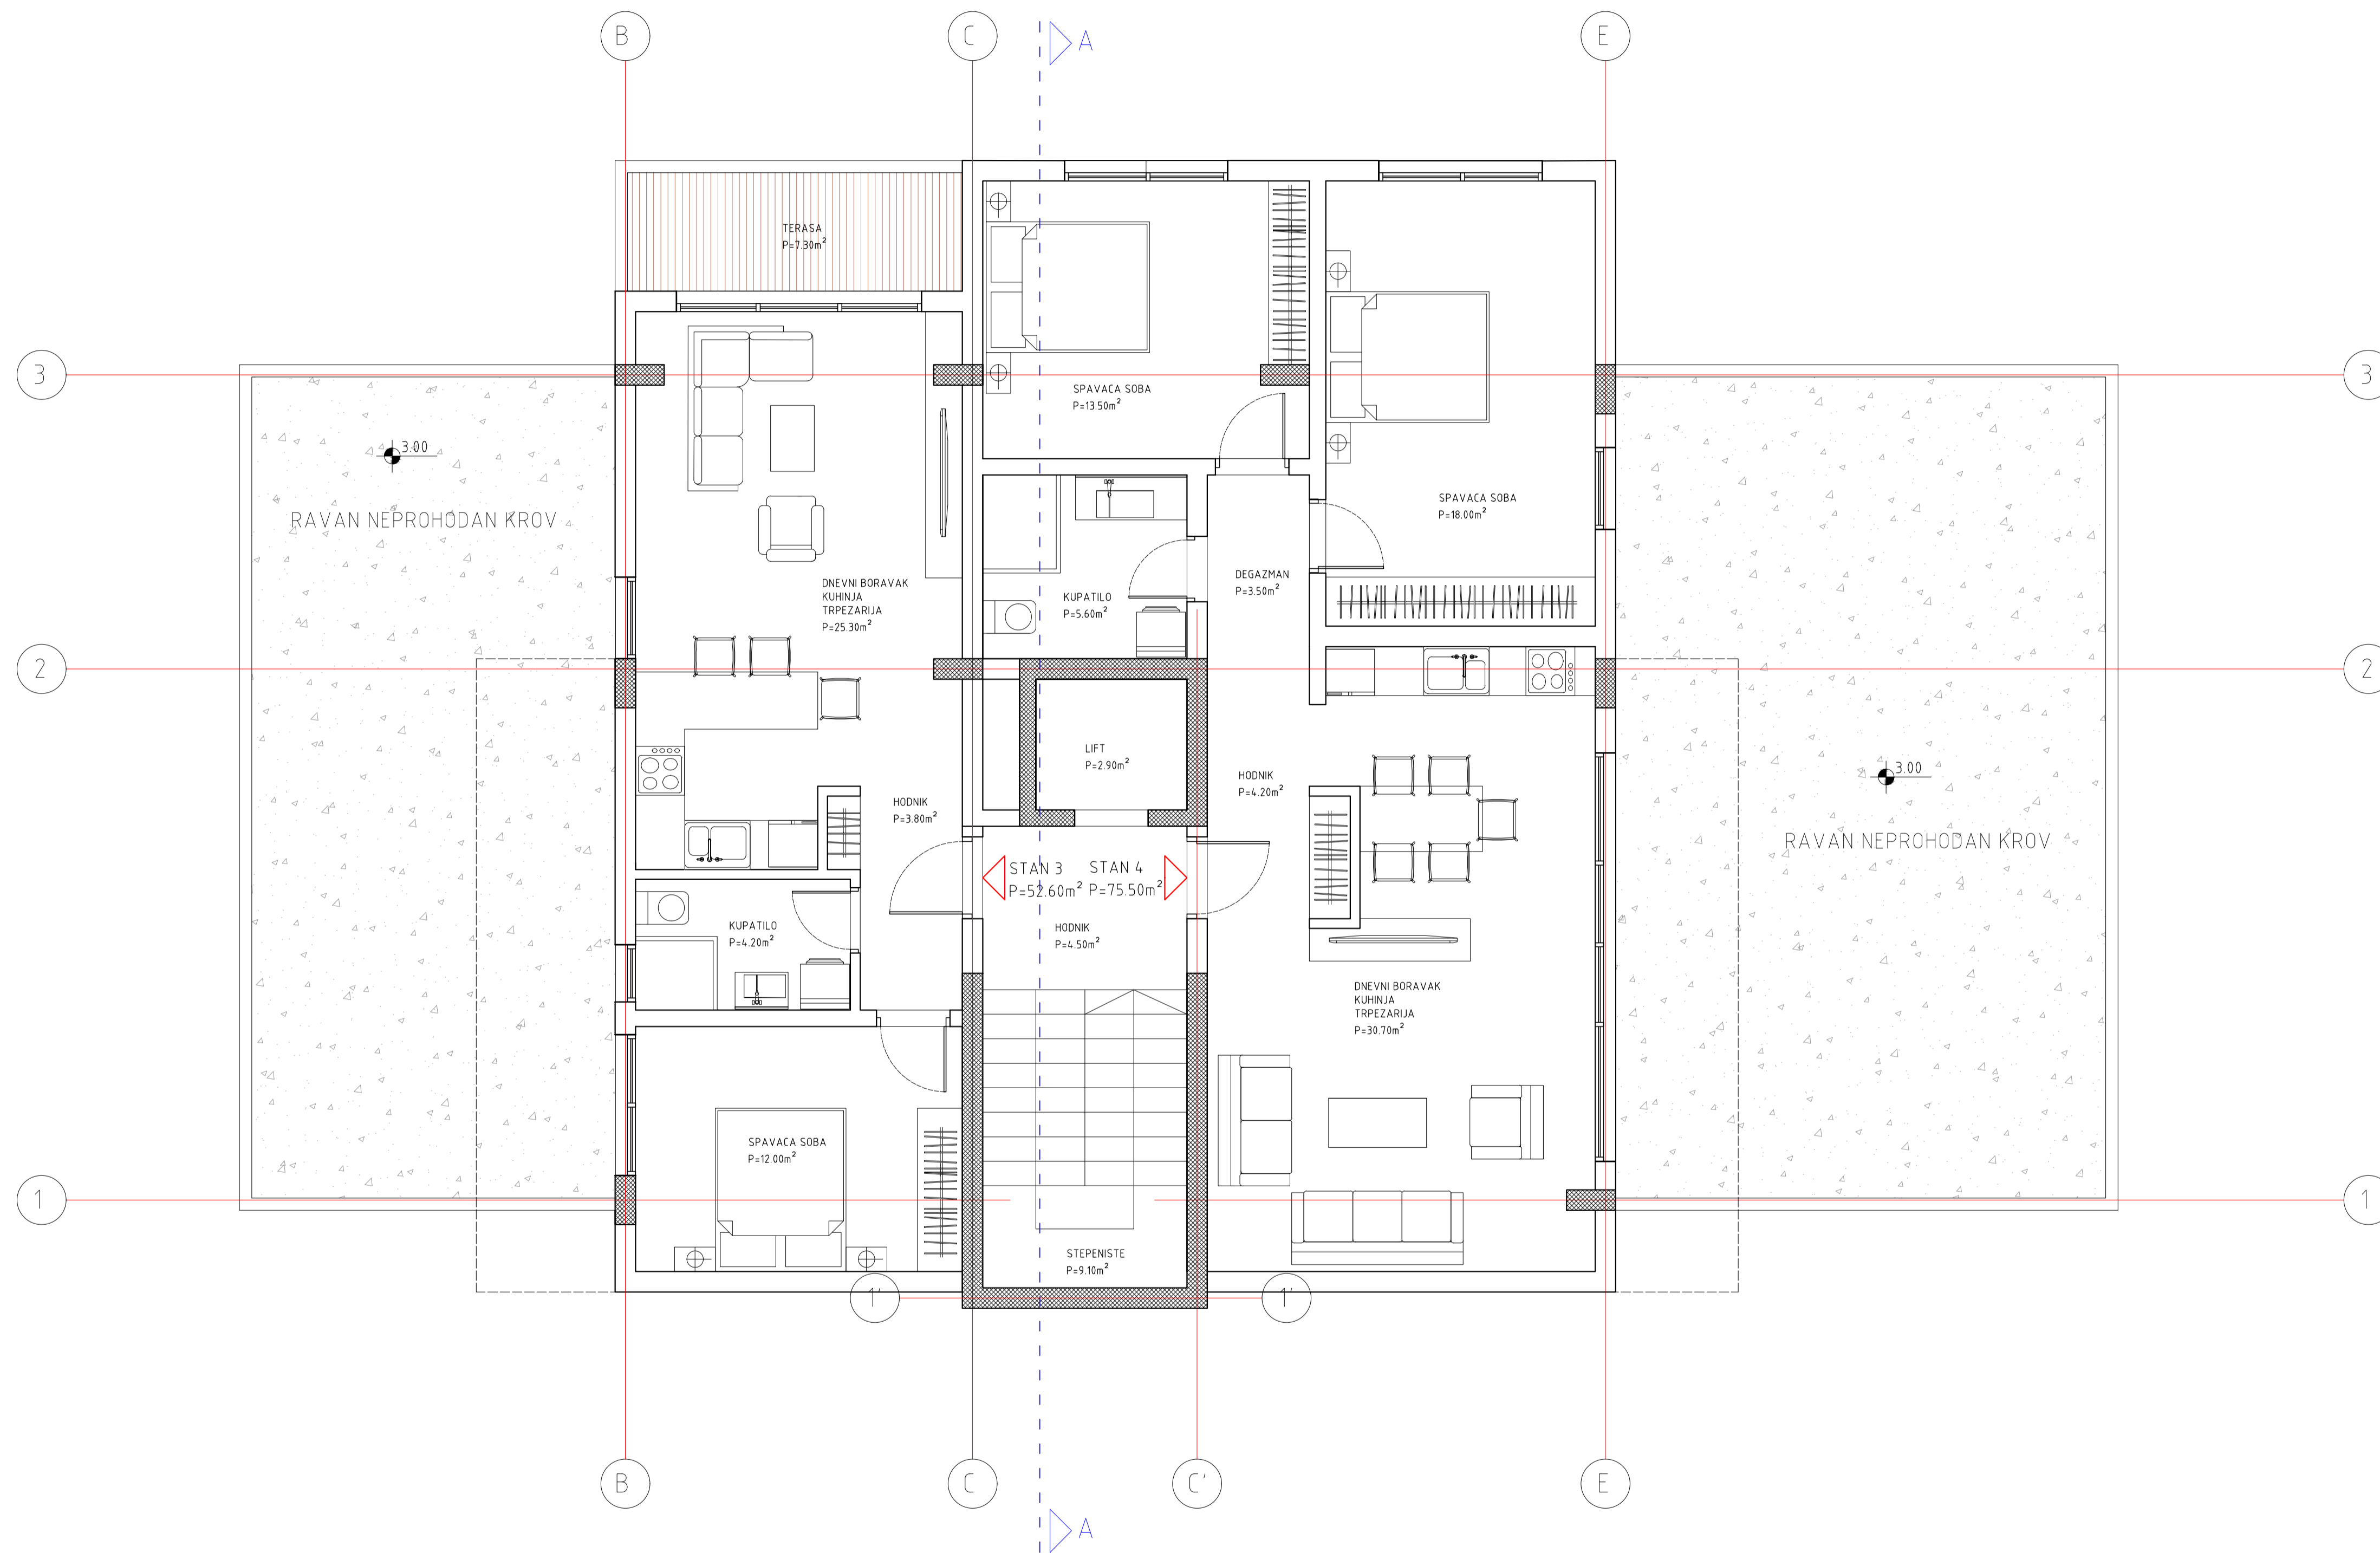 B
C
A
E
TERASA
P=7.30m²
3
3
SPAVACA SOBA
P=13.50m²
3.00
RAVAN NEPROHODAN KROV
SPAVACA SOBA
P=18.00m²
DNEVNI BORAVAK
KUHINJA
TRPEZARIJA
P=25.30m²
KUPATILO
P=5.60m²
DEGAZMAN
P=3.50m²
2
2
LIFT
P=2.90m²
HODNIK
P=4.20m²
3.00
HODNIK
P=3.80m²
RAVAN NEPROHODAN KROV
STAN 3
P=52.60m²
STAN 4
P=75.50m²
KUPATILO
P=4.20m²
HODNIK
P=4.50m²
DNEVNI BORAVAK
KUHINJA
TRPEZARIJA
P=30.70m²
SPAVACA SOBA
P=12.00m²
1
1
STEPENISTE
P=9.10m²
1'
1'
B
C
C'
E
A